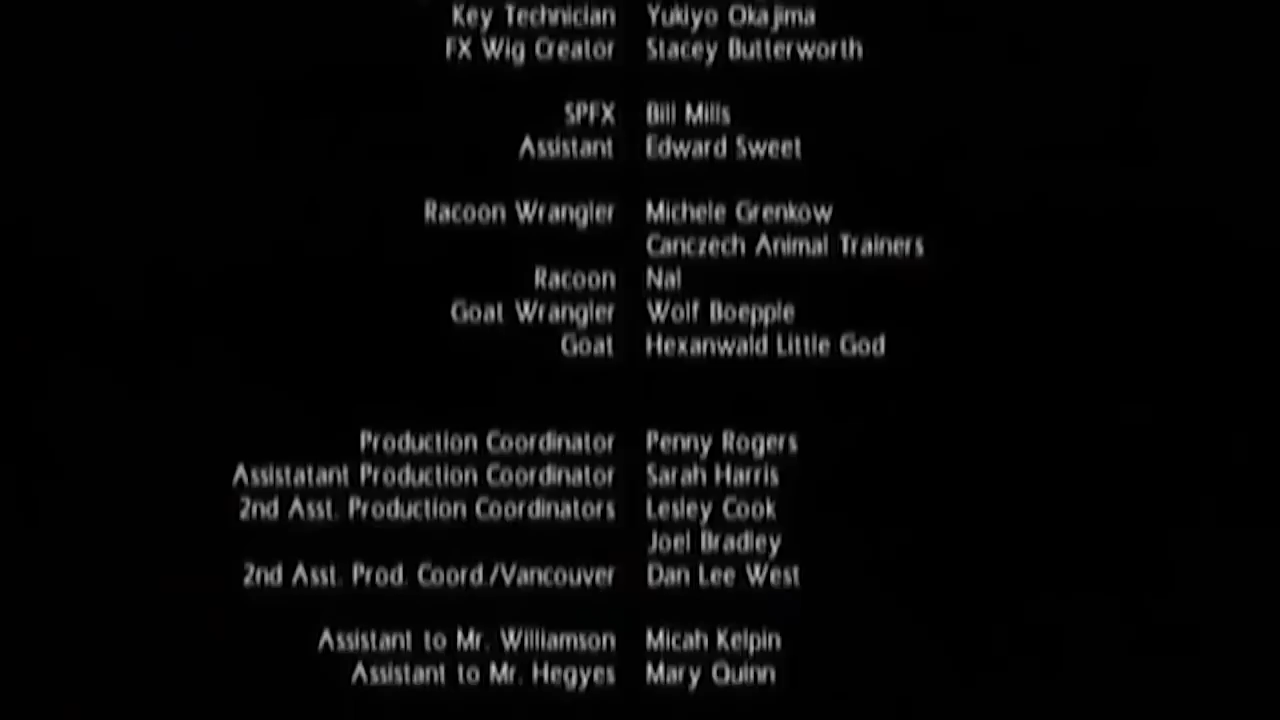 Key Technician Yukiyo Okajima
FX Wig Creator Stacey Butterworth
SPFX Bill Mills
Assistant Edward Sweet
Racoon Wrangler Michele Grenkow
Canczech Animal Trainers
Racoon Nal
Goat Wrangler Wolf Boepple
Goat Hexanwald Little God
Production Coordinator Penny Rogers
Assistatant Production Coordinator Sarah Harris
2nd Asst. Production Coordinators Lesley Cook
Joel Bradley
2nd Asst. Prod. Coord./Vancouver Dan Lee West
Assistant to Mr. Williamson Micah Kelpin
Assistant to Mr. Hegyes Mary Quinn